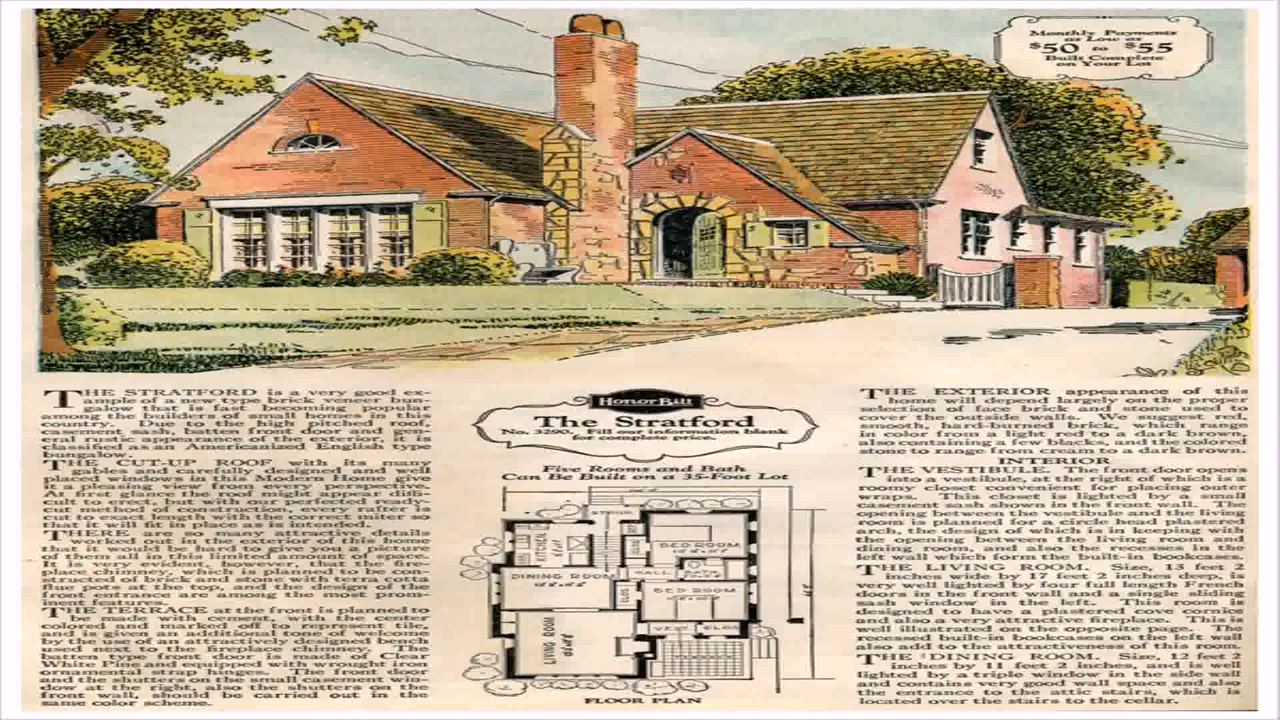 Monthly Payments
as Low as
$50 to $55
Built Complete
on Your Lot
THE STRATFORD is a very good ex-
ample of a new type brick veneer bun-
galow that is fast becoming popular
among the builders of small homes in this
country. Due to the high pitched roof,
casement sash, batten front door and gen-
eral rustic appearance of the exterior, it is
classified as an Americanized English type
bungalow.
THE CUT-UP ROOF with its many
gables and carefully designed and well
placed windows in this Modern Home give
it a pleasing view from every perspective.
At first glance the roof might appear diffi-
cult to erect, but with our perfected ready-
cut method of construction, every rafter is
cut to exact length with the correct miter so
that it will fit in place as is intended.
THERE are so many attractive details
worked out in the exterior of this home
that it would be hard to give you a picture
of them all in this limited amount of space.
It is very evident, however, that the fire-
place chimney, which is planned to be con-
structed of brick and stone with terra cotta
flue pots at the top, and the design of the
front entrance are among the most prom-
inent features.
THE TERRACE at the front is planned to
be made with cement, with the center
colored and marked off to represent tile,
and is given an additional tone of welcome
by the use of an attractively designed bench
used next to the fireplace chimney. The
batten type front door is made of Clear
White Pine and equipped with wrought iron
ornamental strap hinges. The front door
and the shutters on the small casement win-
dow at the right, also the shutters on the
front wall, should be carried out in the
same color scheme.
Honor Bilt
The Stratford
No. 3290. Fill out information blank
for complete price.
Five Rooms and Bath
Can Be Built on a 35-Foot Lot
KITCHEN
BED ROOM
DINING ROOM
HALL
BED ROOM
CLOS.
VEST.
CLOS.
LIVING ROOM
FLOOR PLAN
THE EXTERIOR appearance of this
home will depend largely on the proper
selection of face brick and stone used to
cover the outside walls. We suggest red,
smooth, hard-burned brick, which range
in color from a light red to a dark brown,
also containing a few blacks, and the colored
stone to range from cream to a dark brown.
INTERIOR
THE VESTIBULE. The front door opens
into a vestibule, at the right of which is a
roomy closet convenient for placing outer
wraps. This closet is lighted by a small
casement sash shown in the front wall. The
opening between the vestibule and the living
room is planned for a circle head plastered
arch, the design of which is in keeping with
the opening between the living room and
dining room, and also the recesses in the
left wall which form the built-in bookcases.
THE LIVING ROOM. Size, 13 feet 2
inches wide by 17 feet 2 inches deep, is
very well lighted by four full length French
doors in the front wall and a single sliding
sash window in the left. This room is
designed to have a plastered cove cornice
and also a very attractive fireplace. This is
well illustrated on the opposite page. The
recessed built-in bookcases on the left wall
also add to the attractiveness of this room.
THE DINING ROOM. Size, 12 feet 2
inches by 11 feet 2 inches, and is well
lighted by a triple window in the side wall
and contains very good wall space and also
the entrance to the attic stairs, which is
located over the stairs to the cellar.